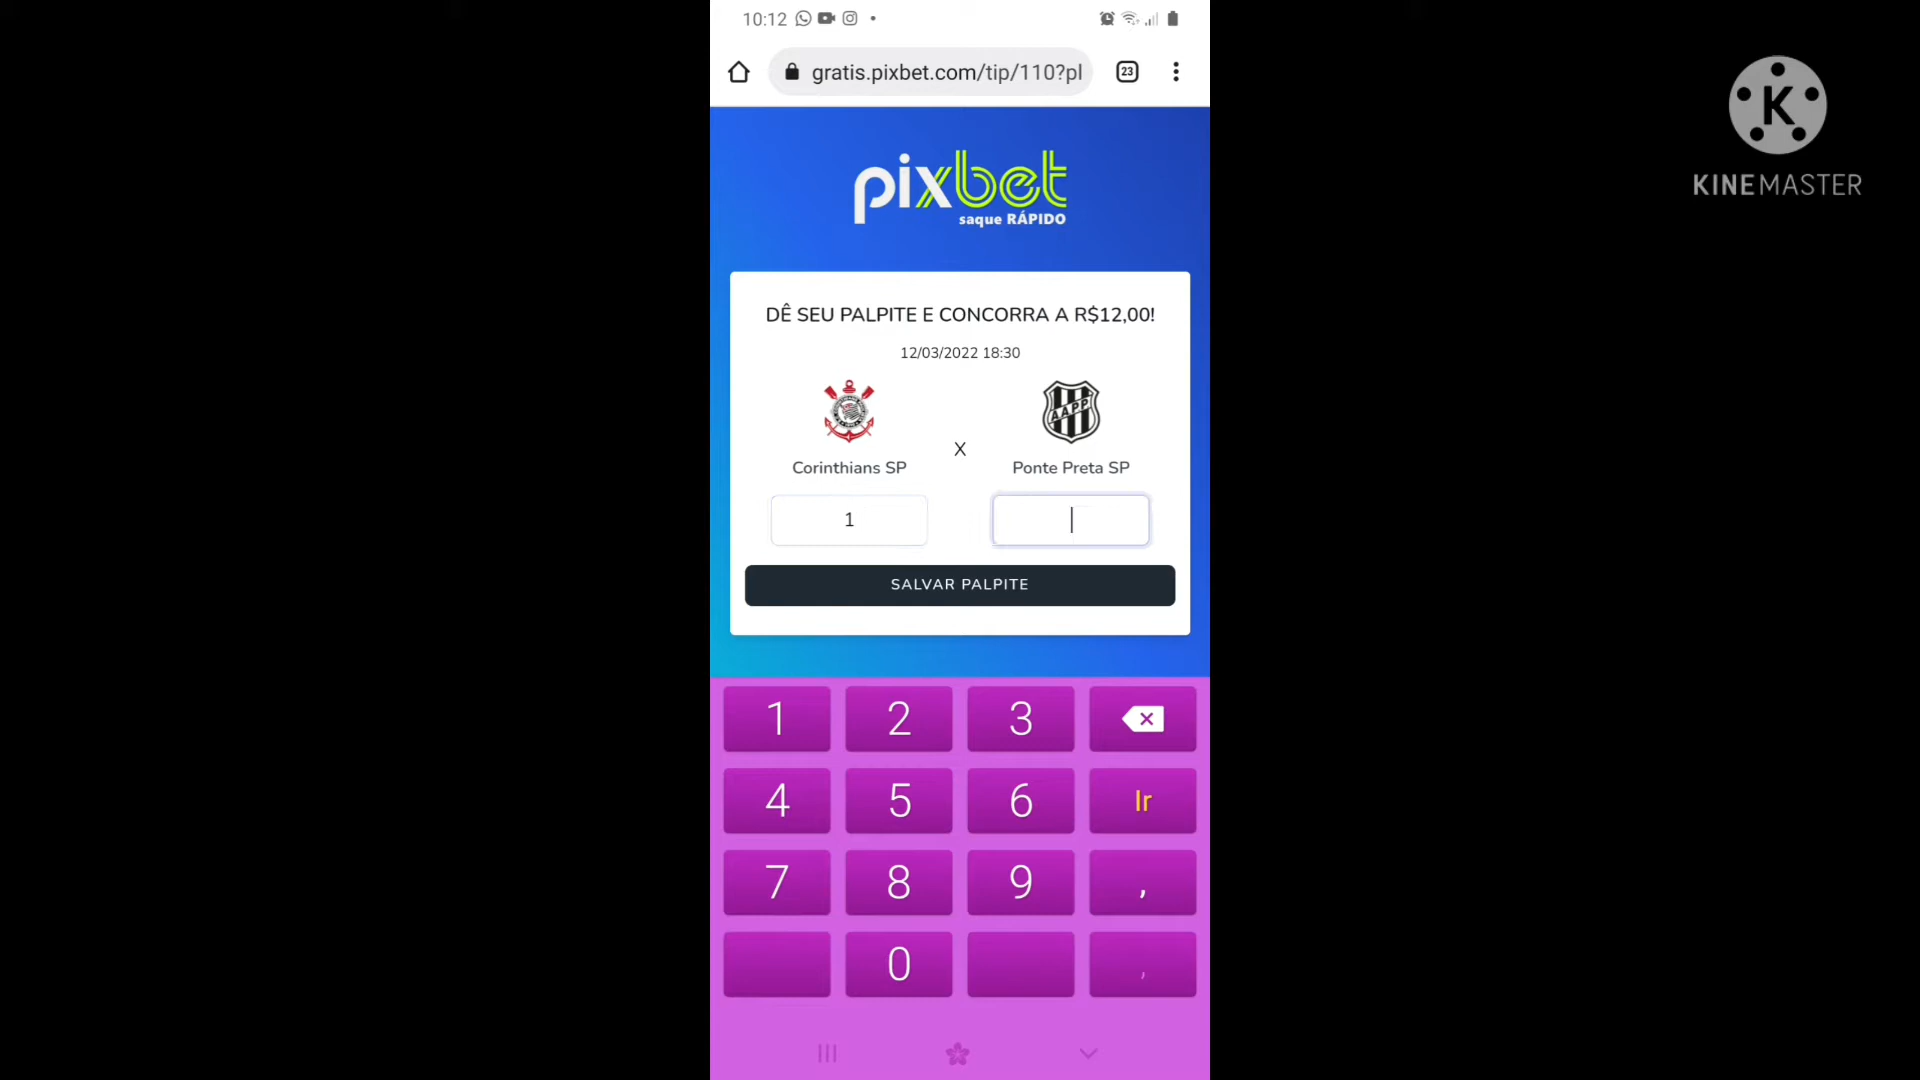 10:12
23
gratis.pixbet.com/tip/110?pl
K
KINEMASTER
pixbet
saque RÁPIDO
DÊ SEU PALPITE E CONCORRA A R$12,00!
12/03/2022 18:30
AAPP
X
Corinthians SP
Ponte Preta SP
1
SALVAR PALPITE
1 2 3
4 5 6 Ir
7 8 9 ,
0 ,